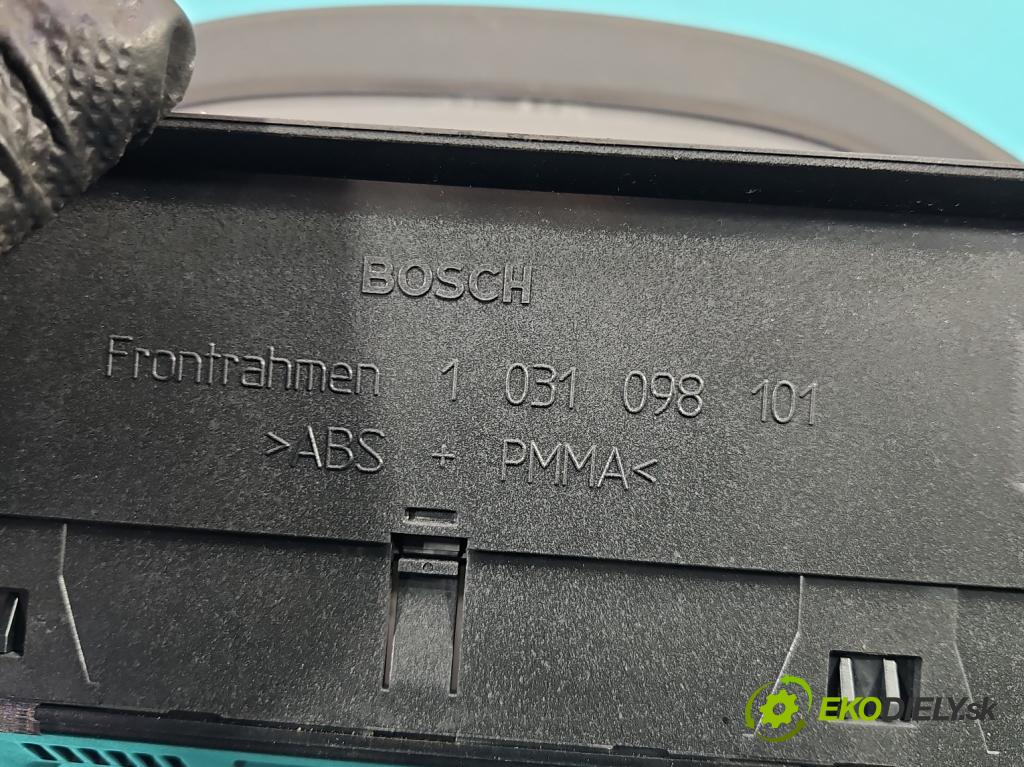 BOSCH
Frontrahmen 1 031 098 101
>ABS + PMMA<
EKODIELY.sk